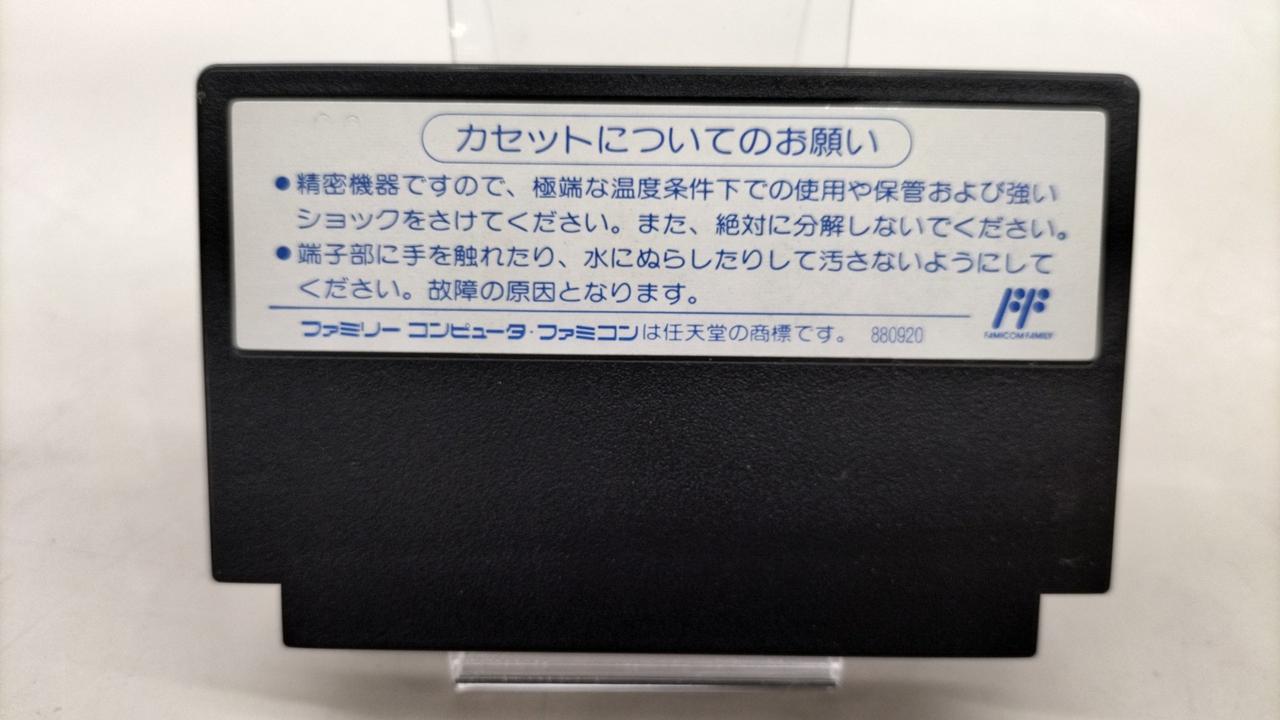 カセットについてのお願い
●精密機器ですので、極端な温度条件下での使用や保管および強い
ショックをさけてください。また、絶対に分解しないでください。
●端子部に手を触れたり、水にぬらしたりして汚さないようにして
ください。故障の原因となります。
ファミリー コンピュータ・ファミコンは任天堂の商標です。 880920
FF
FAMICOM FAMILY